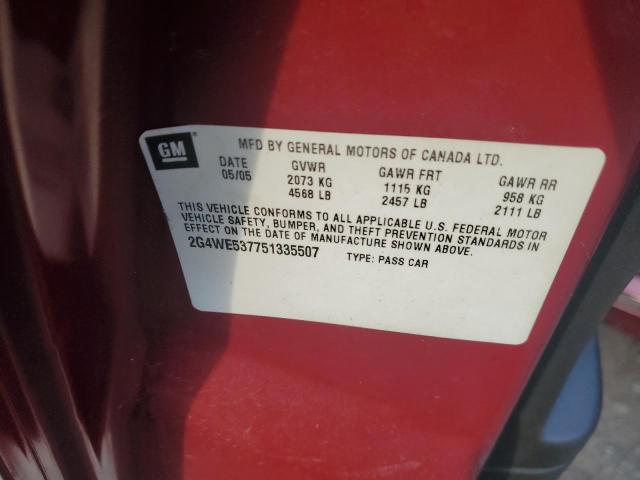 GM
MFD BY GENERAL MOTORS OF CANADA LTD.
DATE GVWR GAWR FRT GAWR RR
05/05 2073 KG 1115 KG 958 KG
4568 LB 2457 LB 2111 LB
THIS VEHICLE CONFORMS TO ALL APPLICABLE U.S. FEDERAL MOTOR
VEHICLE SAFETY, BUMPER, AND THEFT PREVENTION STANDARDS IN
EFFECT ON THE DATE OF MANUFACTURE SHOWN ABOVE.
2G4WE537751335507 TYPE: PASS CAR